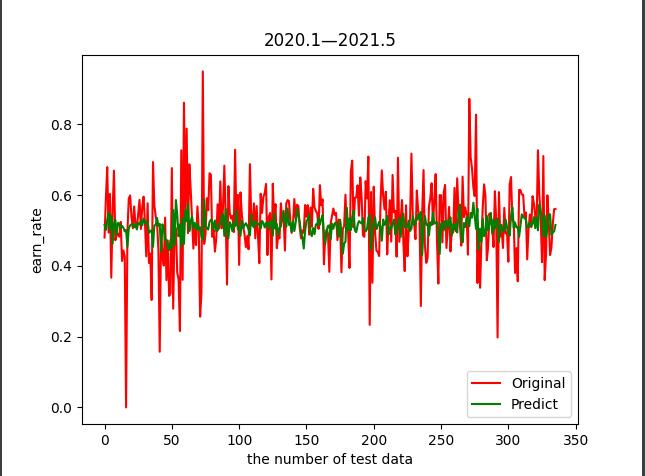 2020.1—2021.5
earn_rate
0.8
0.6
0.4
0.2
0.0
Original
Predict
0 50 100 150 200 250 300 350
the number of test data